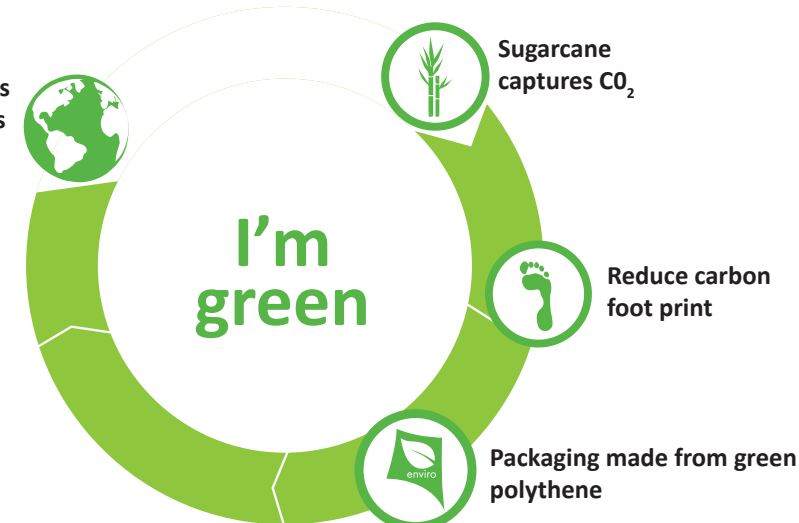 Sugarcane
captures C0₂
I'm
green
Reduce carbon
foot print
enviro
Packaging made from green
polythene